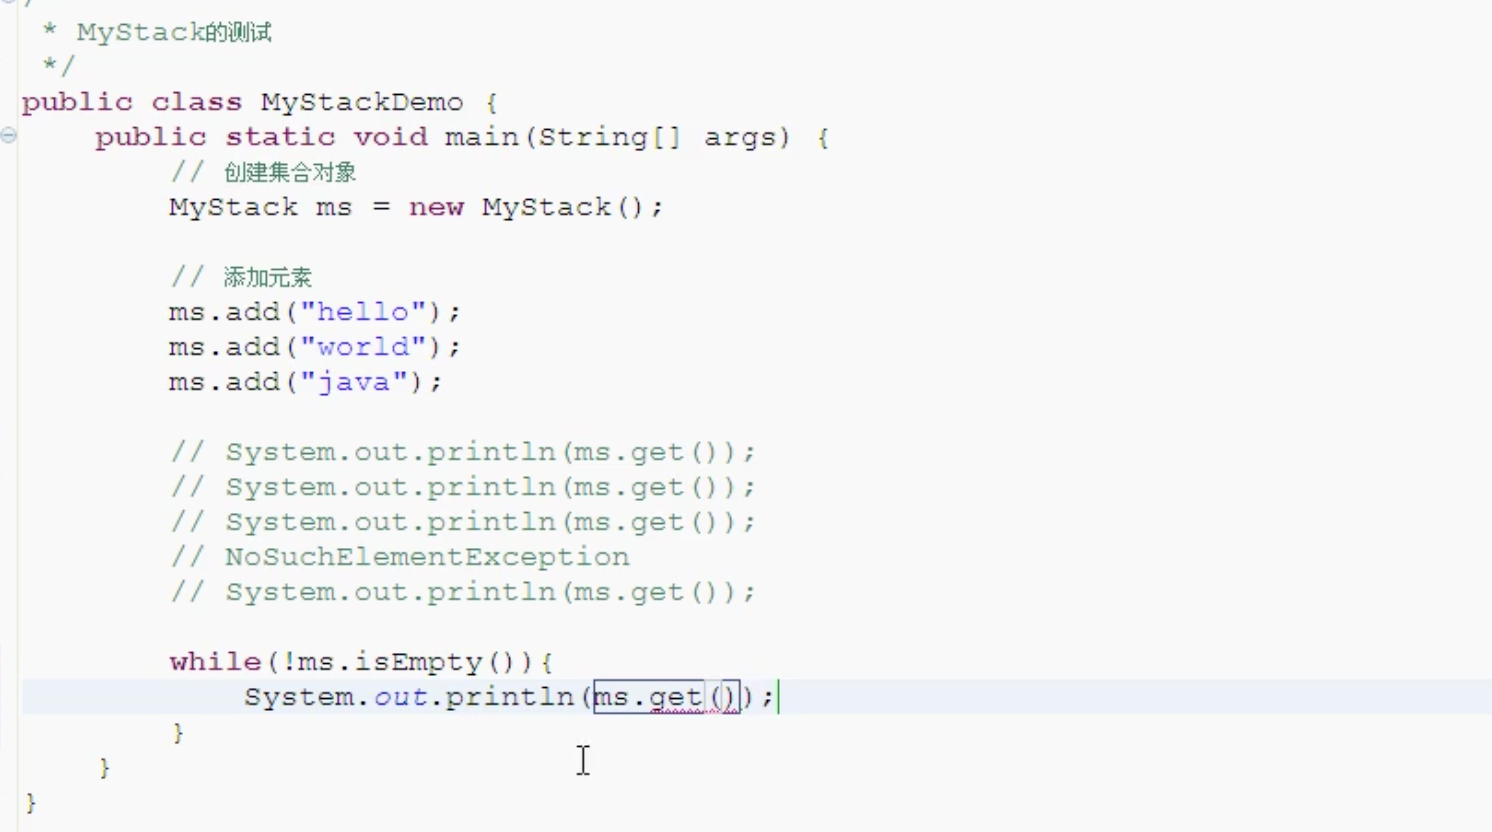 /
* MyStack的测试
*/
public class MyStackDemo {
public static void main(String[] args) {
// 创建集合对象
MyStack ms = new MyStack();
// 添加元素
ms.add("hello");
ms.add("world");
ms.add("java");
// System.out.println(ms.get());
// System.out.println(ms.get());
// System.out.println(ms.get());
// NoSuchElementException
// System.out.println(ms.get());
while(!ms.isEmpty()){
System.out.println(ms.get());
}
}
}